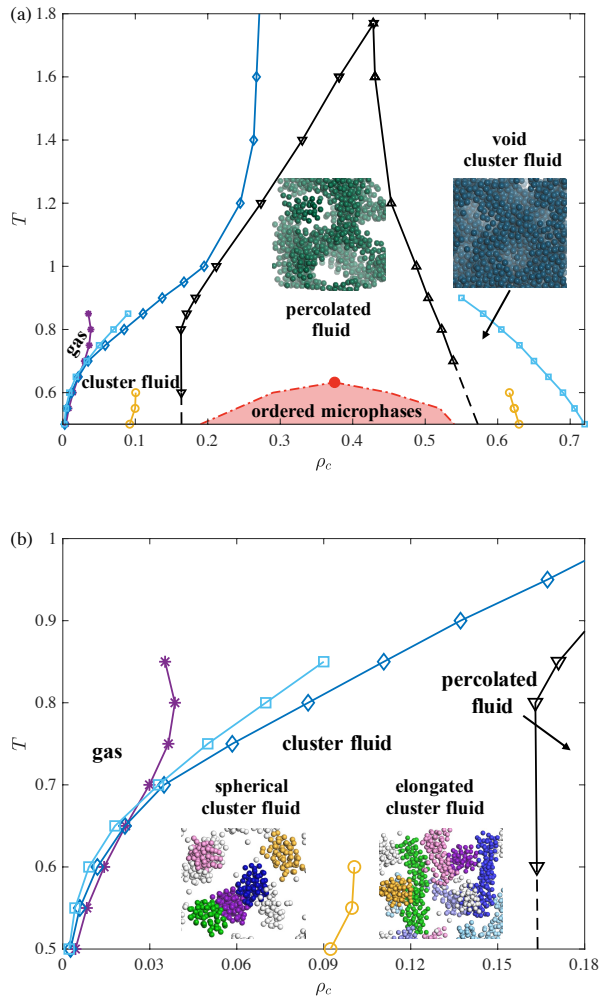 (a)
1.8
1.6
1.4
1.2
1
0.8
0.6
T
void
cluster fluid
percolated
fluid
gas
cluster fluid
ordered microphases
0 0.1 0.2 0.3 0.4 0.5 0.6 0.7
ρc
(b)
1
0.9
0.8
0.7
0.6
0.5
T
gas
cluster fluid
percolated
fluid
spherical
cluster fluid
elongated
cluster fluid
0 0.03 0.06 0.09 0.12 0.15 0.18
ρc